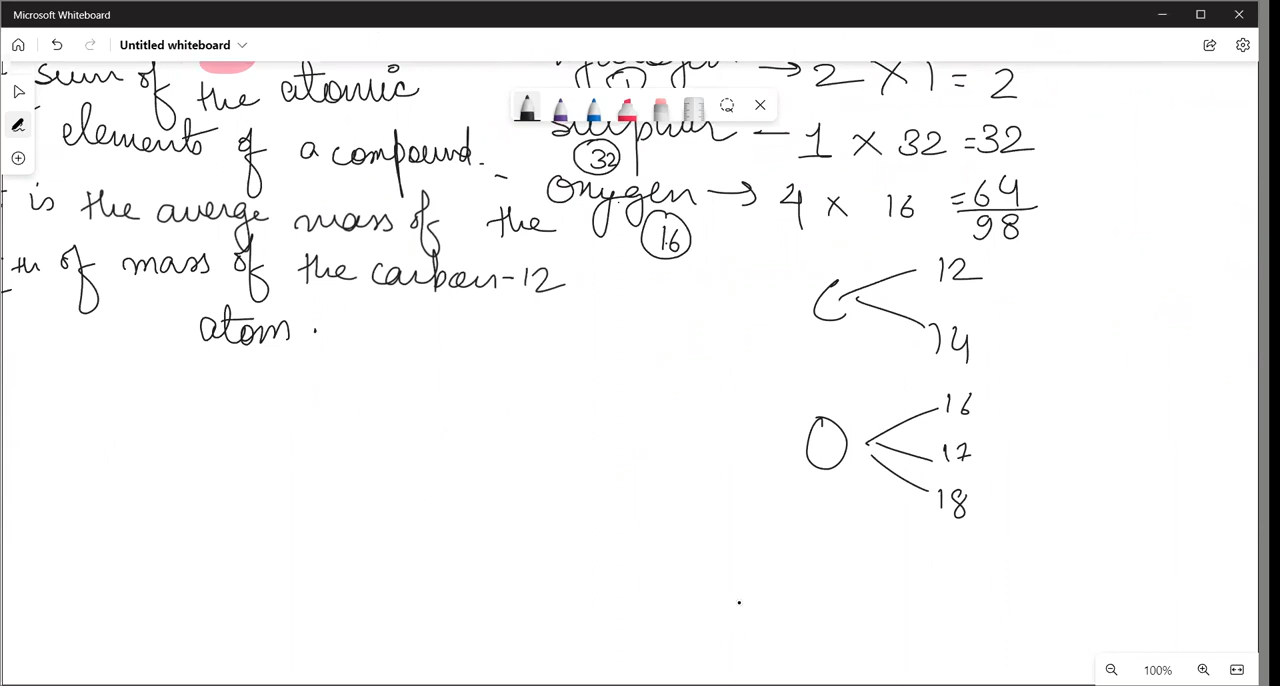 Microsoft Whiteboard
Untitled whiteboard
sum of the atomic
elements of a compound.
is the averge mass of the
th of mass of the carbon-12
atom.
→ 2 × 1 = 2
(1)
Sulphur – 1 × 32 = 32
32
Oxygen → 4 × 16 = 64
16
98
C
12
14
O
16
17
18
100%